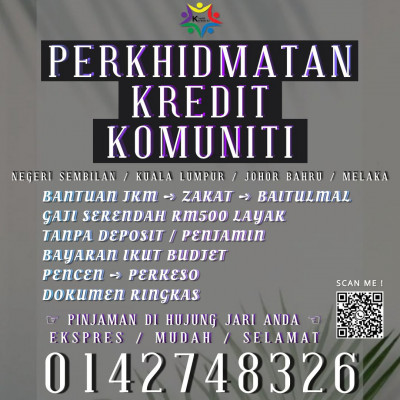 PERKHIDMATAN
KREDIT
KOMUNITI
NEGERI SEMBILAN / KUALA LUMPUR / JOHOR BAHRU / MELAKA
BANTUAN JKM ➺ ZAKAT ➺ BAITULMAL
GAJI SERENDAH RM500 LAYAK
TANPA DEPOSIT / PENJAMIN
BAYARAN IKUT BUDJET
PENCEN ➺ PERKESO
DOKUMEN RINGKAS
SCAN ME !
☞ PINJAMAN DI HUJUNG JARI ANDA ☜
EKSPRES / MUDAH / SELAMAT
0142748326